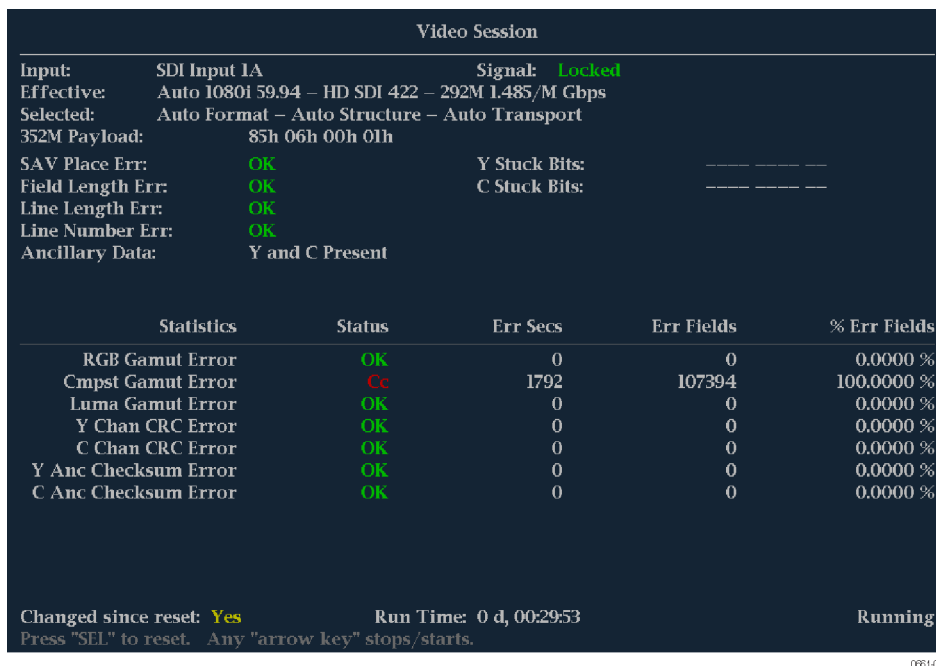 Video Session
Input: SDI Input 1A Signal: Locked
Effective: Auto 1080i 59.94 – HD SDI 422 – 292M 1.485/M Gbps
Selected: Auto Format – Auto Structure – Auto Transport
352M Payload: 85h 06h 00h 01h
SAV Place Err: OK Y Stuck Bits: ---- ---- --
Field Length Err: OK C Stuck Bits: ---- ---- --
Line Length Err: OK
Line Number Err: OK
Ancillary Data: Y and C Present
Statistics Status Err Secs Err Fields % Err Fields
RGB Gamut Error OK 0 0 0.0000 %
Cmpst Gamut Error Cc 1792 107394 100.0000 %
Luma Gamut Error OK 0 0 0.0000 %
Y Chan CRC Error OK 0 0 0.0000 %
C Chan CRC Error OK 0 0 0.0000 %
Y Anc Checksum Error OK 0 0 0.0000 %
C Anc Checksum Error OK 0 0 0.0000 %
Changed since reset: Yes Run Time: 0 d, 00:29:53 Running
Press "SEL" to reset. Any "arrow key" stops/starts.